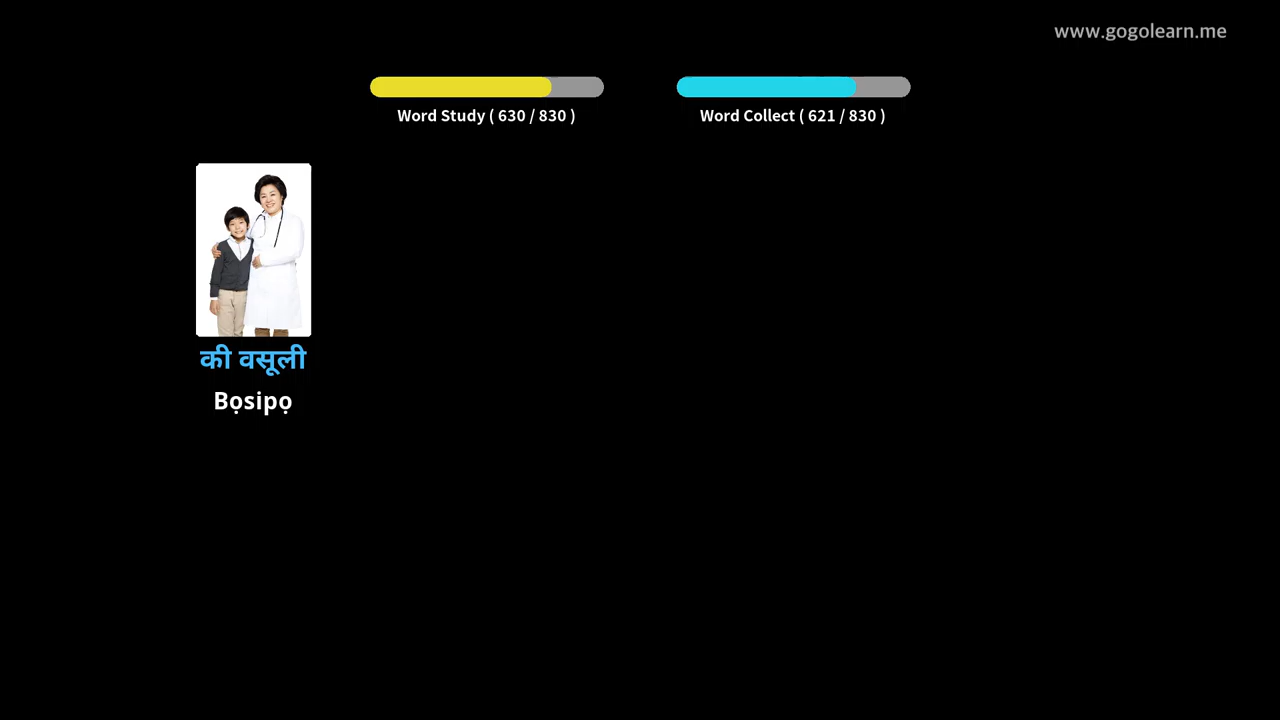 www.gogolearn.me
Word Study ( 630 / 830 )
Word Collect ( 621 / 830 )
की वसूली
Bọsipọ